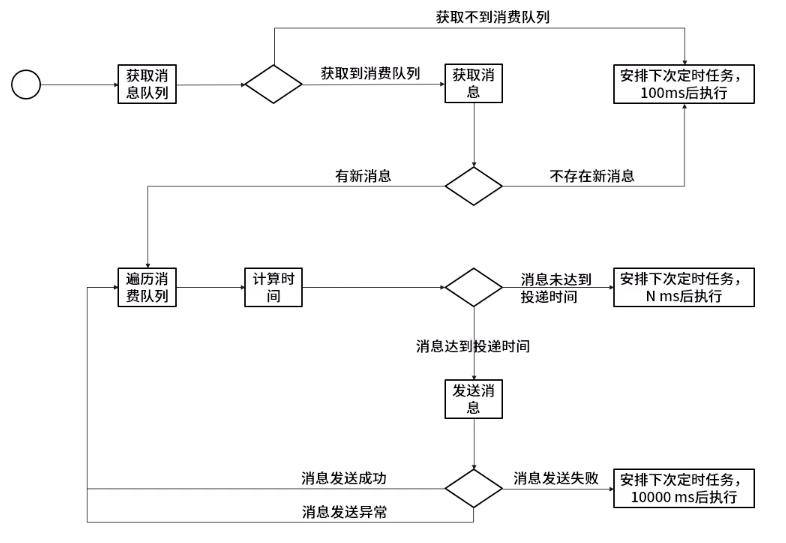 获取不到消费队列
获取消
息队列
获取到消费队列
获取消
息
安排下次定时任务，
100ms后执行
有新消息
不存在新消息
遍历消
费队列
计算时
间
消息未达到
投递时间
安排下次定时任务，
N ms后执行
消息达到投递时间
发送消
息
消息发送成功
消息发送失败
安排下次定时任务，
10000 ms后执行
消息发送异常